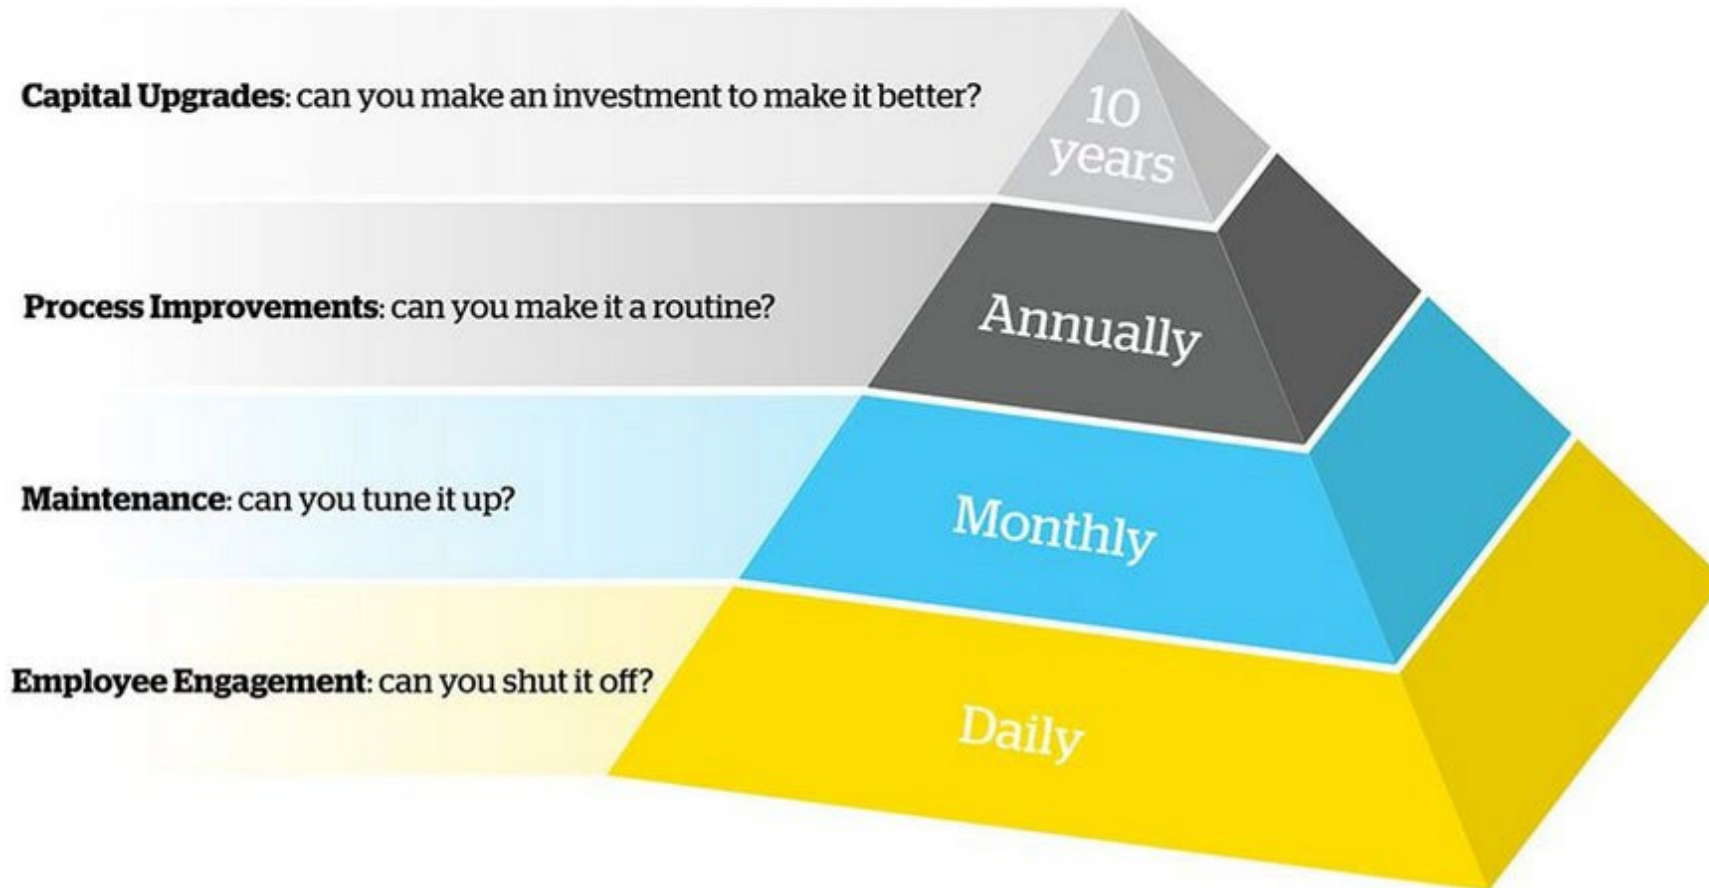 Capital Upgrades: can you make an investment to make it better?
10
years
Process Improvements: can you make it a routine?
Annually
Maintenance: can you tune it up?
Monthly
Employee Engagement: can you shut it off?
Daily